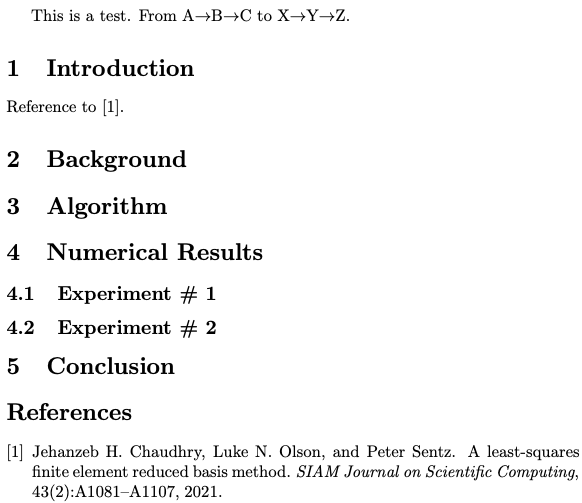 This is a test. From A→B→C to X→Y→Z.
1 Introduction
Reference to [1].
2 Background
3 Algorithm
4 Numerical Results
4.1 Experiment # 1
4.2 Experiment # 2
5 Conclusion
References
[1] Jehanzeb H. Chaudhry, Luke N. Olson, and Peter Sentz. A least-squares
finite element reduced basis method. SIAM Journal on Scientific Computing,
43(2):A1081–A1107, 2021.